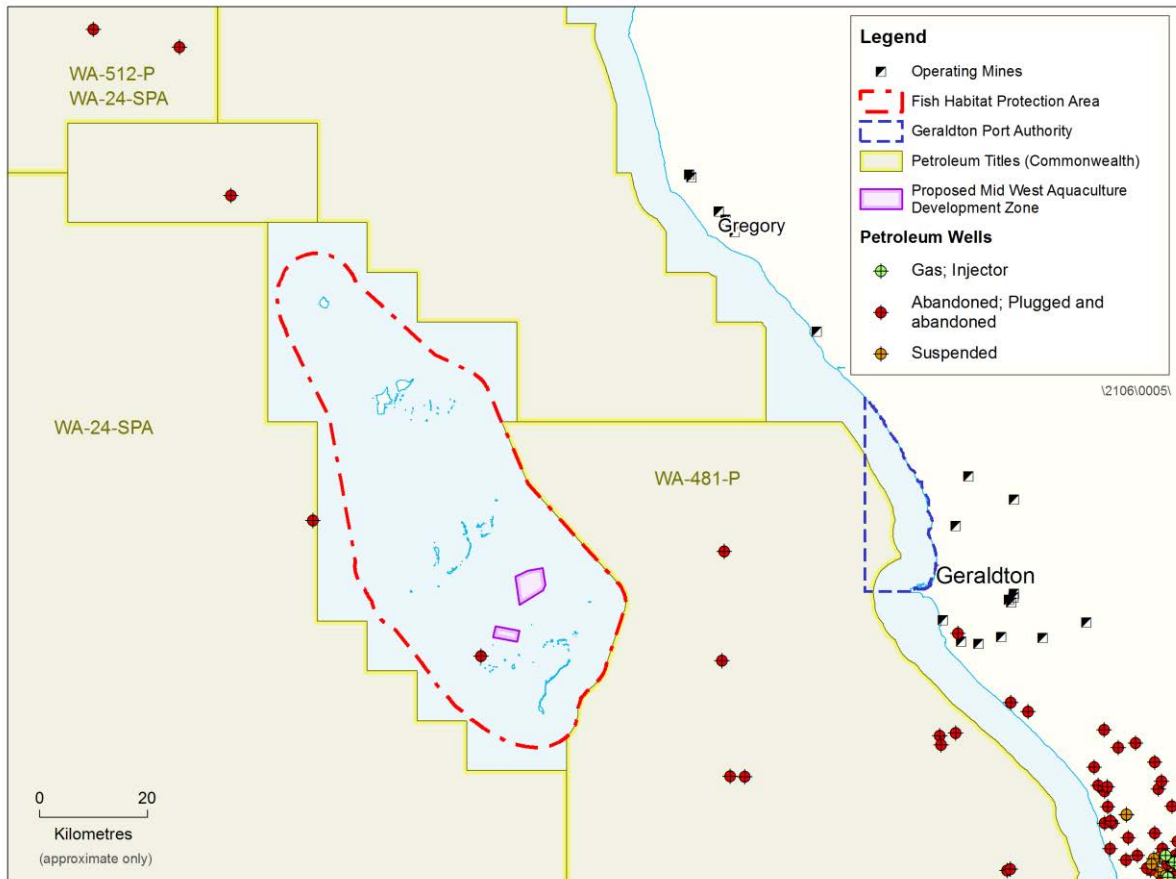 WA-512-P
WA-24-SPA
Gregory
WA-24-SPA
WA-481-P
Geraldton
0 20
Kilometres
(approximate only)
Legend
Operating Mines
Fish Habitat Protection Area
Geraldton Port Authority
Petroleum Titles (Commonwealth)
Proposed Mid West Aquaculture
Development Zone
Petroleum Wells
Gas; Injector
Abandoned; Plugged and
abandoned
Suspended
\2106\0005\